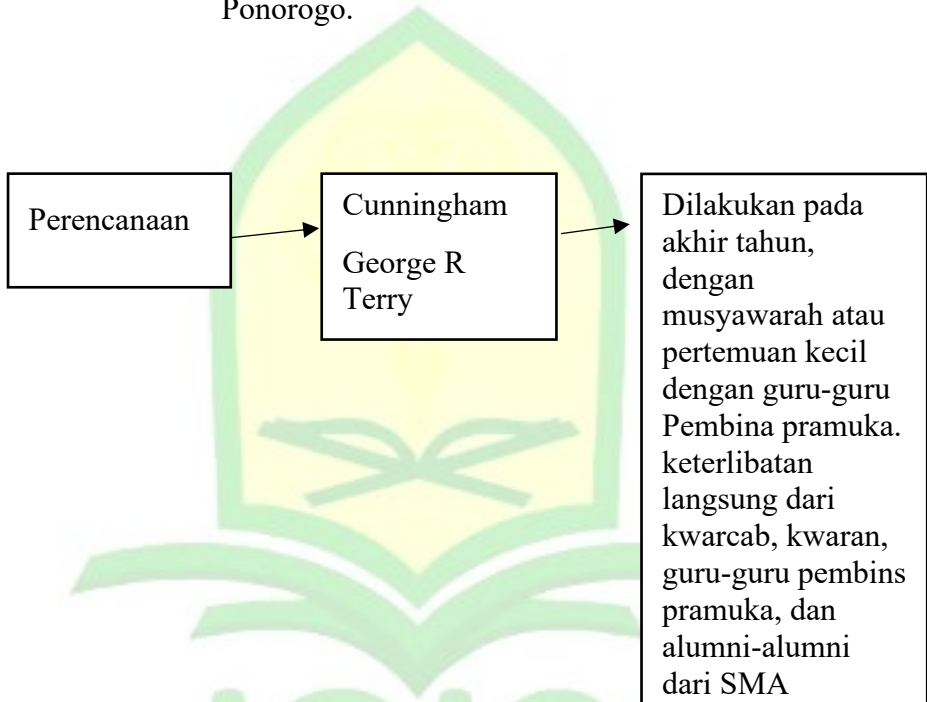 Ponorogo.
Perencanaan
Cunningham
George R
Terry
Dilakukan pada
akhir tahun,
dengan
musyawarah atau
pertemuan kecil
dengan guru-guru
Pembina pramuka.
keterlibatan
langsung dari
kwarcab, kwaran,
guru-guru pembins
pramuka, dan
alumni-alumni
dari SMA